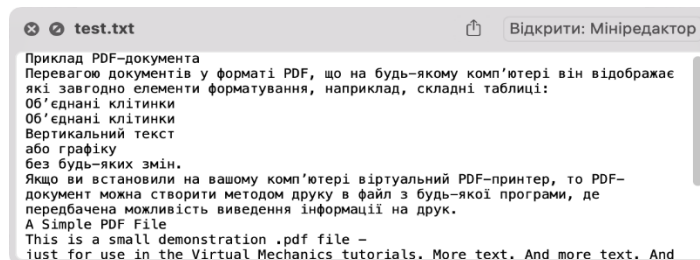 test.txt
Відкрити: Мініредактор
Приклад PDF–документа
Перевагою документів у форматі PDF, що на будь–якому комп’ютері він відображає
які завгодно елементи форматування, наприклад, складні таблиці:
Об’єднані клітинки
Об’єднані клітинки
Вертикальний текст
або графіку
без будь–яких змін.
Якщо ви встановили на вашому комп’ютері віртуальний PDF–принтер, то PDF–
документ можна створити методом друку в файл з будь–якої програми, де
передбачена можливість виведення інформації на друк.
A Simple PDF File
This is a small demonstration .pdf file –
just for use in the Virtual Mechanics tutorials. More text. And more text. And